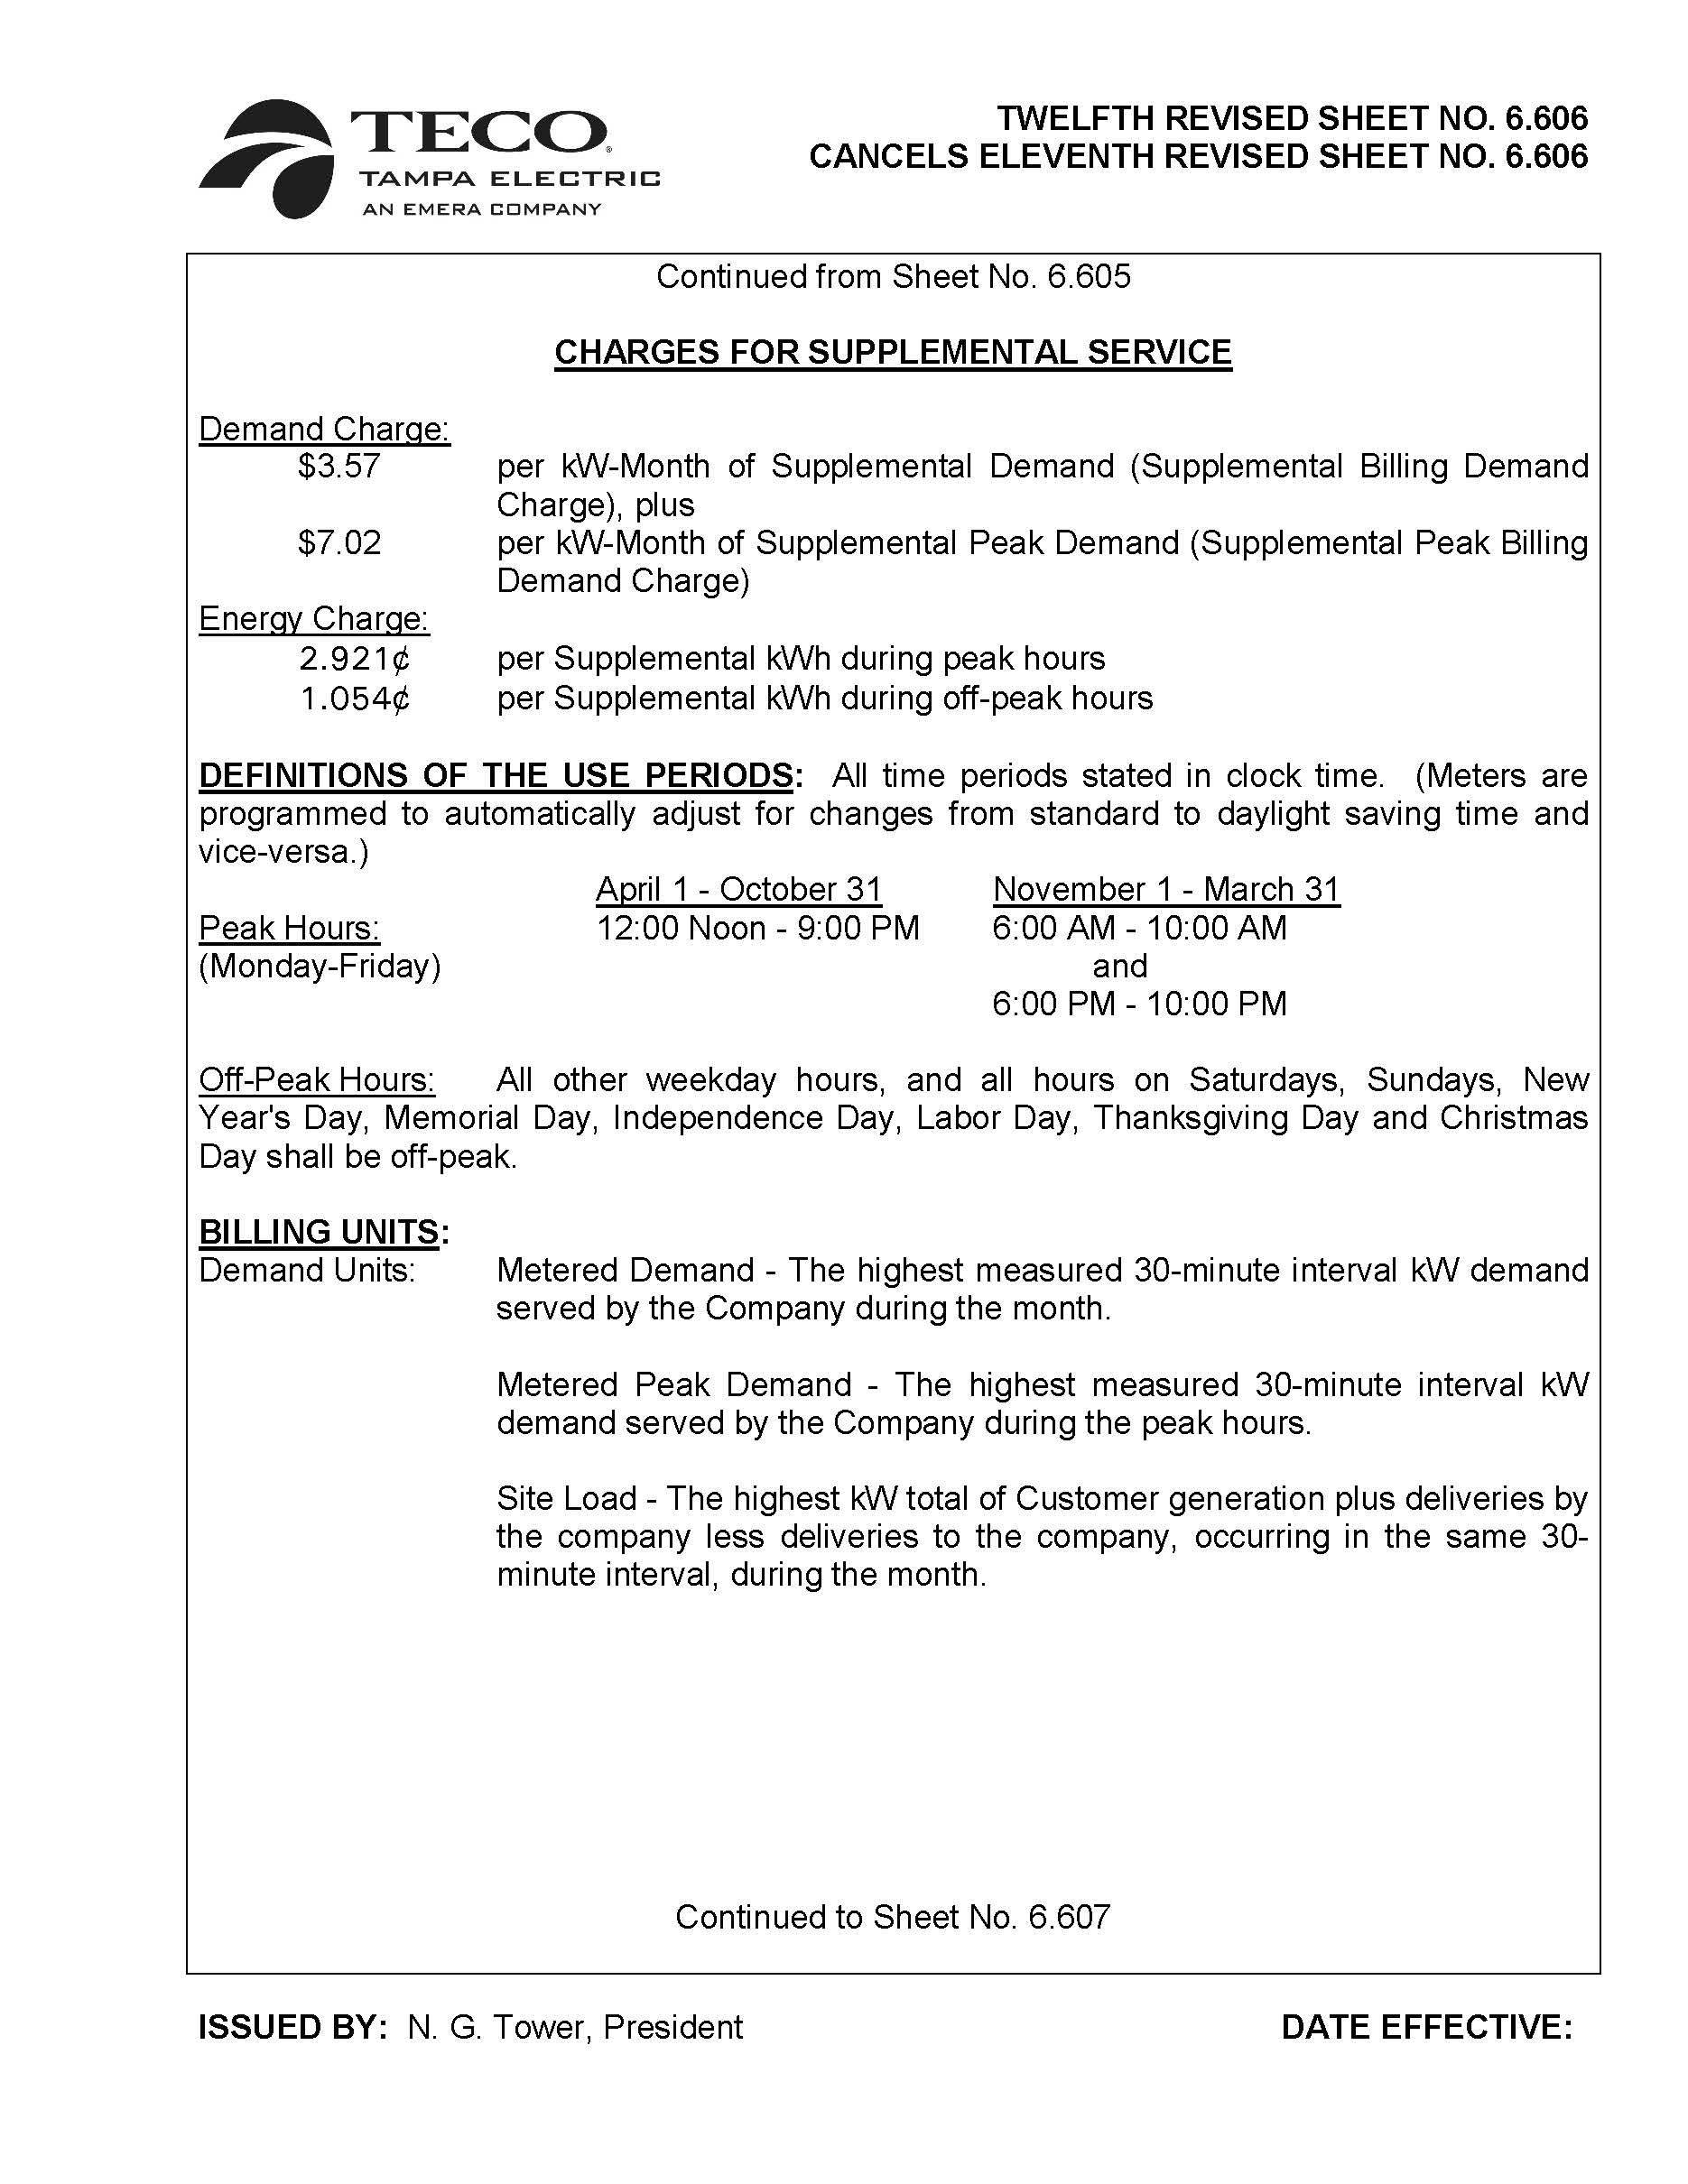 TECO®
TAMPA ELECTRIC
AN EMERA COMPANY
TWELFTH REVISED SHEET NO. 6.606
CANCELS ELEVENTH REVISED SHEET NO. 6.606
Continued from Sheet No. 6.605
CHARGES FOR SUPPLEMENTAL SERVICE
Demand Charge:
$3.57 per kW-Month of Supplemental Demand (Supplemental Billing Demand
Charge), plus
$7.02 per kW-Month of Supplemental Peak Demand (Supplemental Peak Billing
Demand Charge)
Energy Charge:
2.921¢ per Supplemental kWh during peak hours
1.054¢ per Supplemental kWh during off-peak hours
DEFINITIONS OF THE USE PERIODS: All time periods stated in clock time. (Meters are
programmed to automatically adjust for changes from standard to daylight saving time and
vice-versa.)
April 1 - October 31 November 1 - March 31
Peak Hours: 12:00 Noon - 9:00 PM 6:00 AM - 10:00 AM
(Monday-Friday) and
6:00 PM - 10:00 PM
Off-Peak Hours: All other weekday hours, and all hours on Saturdays, Sundays, New
Year's Day, Memorial Day, Independence Day, Labor Day, Thanksgiving Day and Christmas
Day shall be off-peak.
BILLING UNITS:
Demand Units: Metered Demand - The highest measured 30-minute interval kW demand
served by the Company during the month.
Metered Peak Demand - The highest measured 30-minute interval kW
demand served by the Company during the peak hours.
Site Load - The highest kW total of Customer generation plus deliveries by
the company less deliveries to the company, occurring in the same 30-
minute interval, during the month.
Continued to Sheet No. 6.607
ISSUED BY: N. G. Tower, President DATE EFFECTIVE: